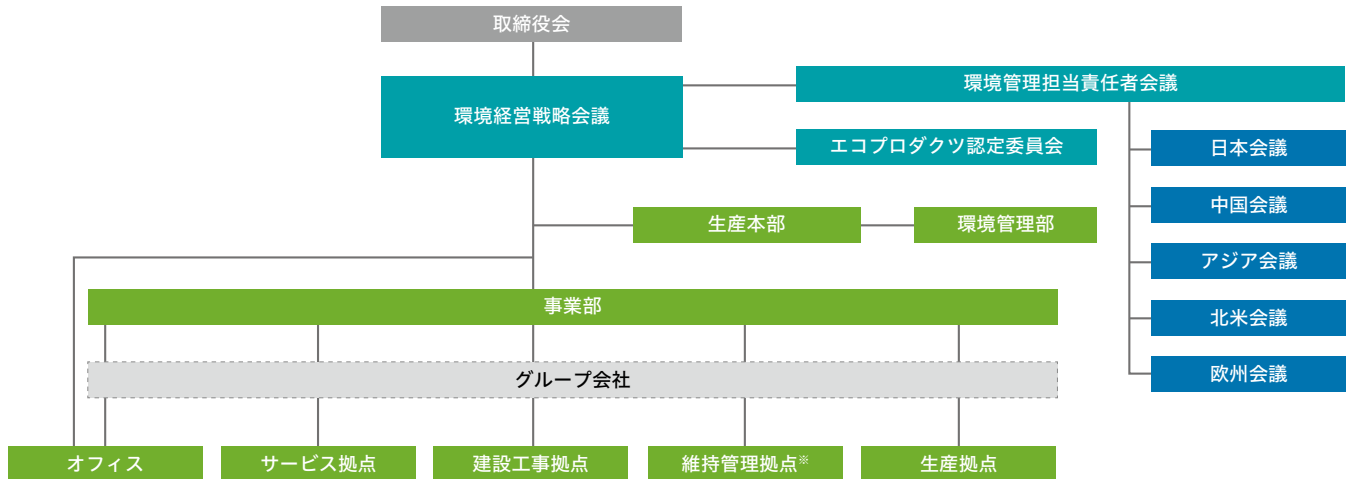 取締役会
環境経営戦略会議
環境管理担当責任者会議
エコプロダクツ認定委員会
日本会議
中国会議
アジア会議
北米会議
欧州会議
生産本部
環境管理部
事業部
グループ会社
オフィス
サービス拠点
建設工事拠点
維持管理拠点※
生産拠点